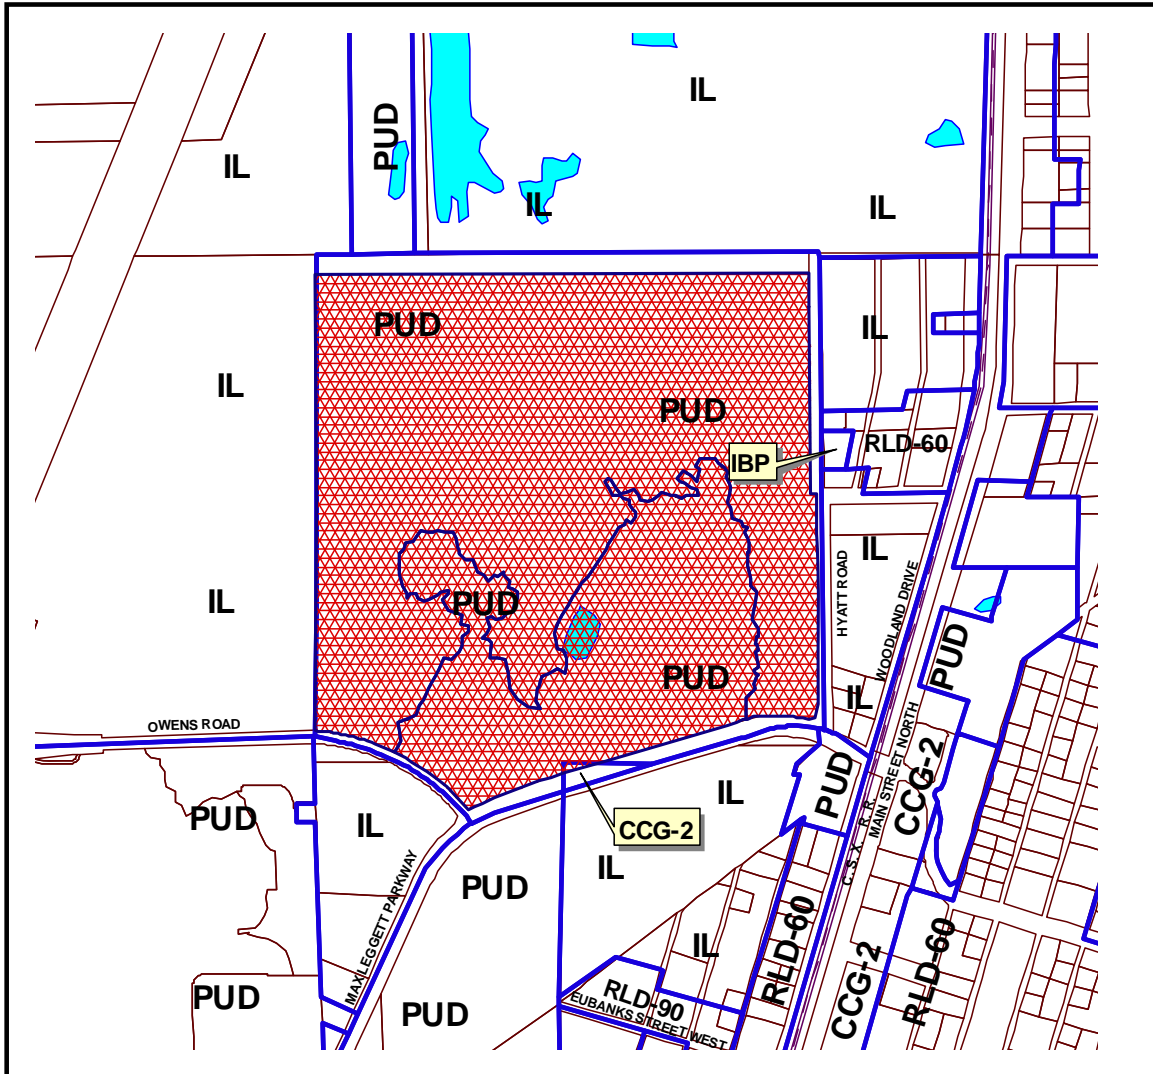 IL
PUD
IL
IL
IL
PUD
IL
IL
PUD
IBP
RLD-60
IL
HYATT ROAD
WOODLAND DRIVE
IL
PUD
PUD
PUD
IL
OWENS ROAD
MAIN STREET NORTH
C.S.X. R.R.
CCG-2
PUD
IL
PUD
IL
CCG-2
IL
PUD
MAX LEGGETT PARKWAY
RLD-60
IL
RLD-60
CCG-2
PUD
PUD
RLD-90
EUBANKS STREET WEST